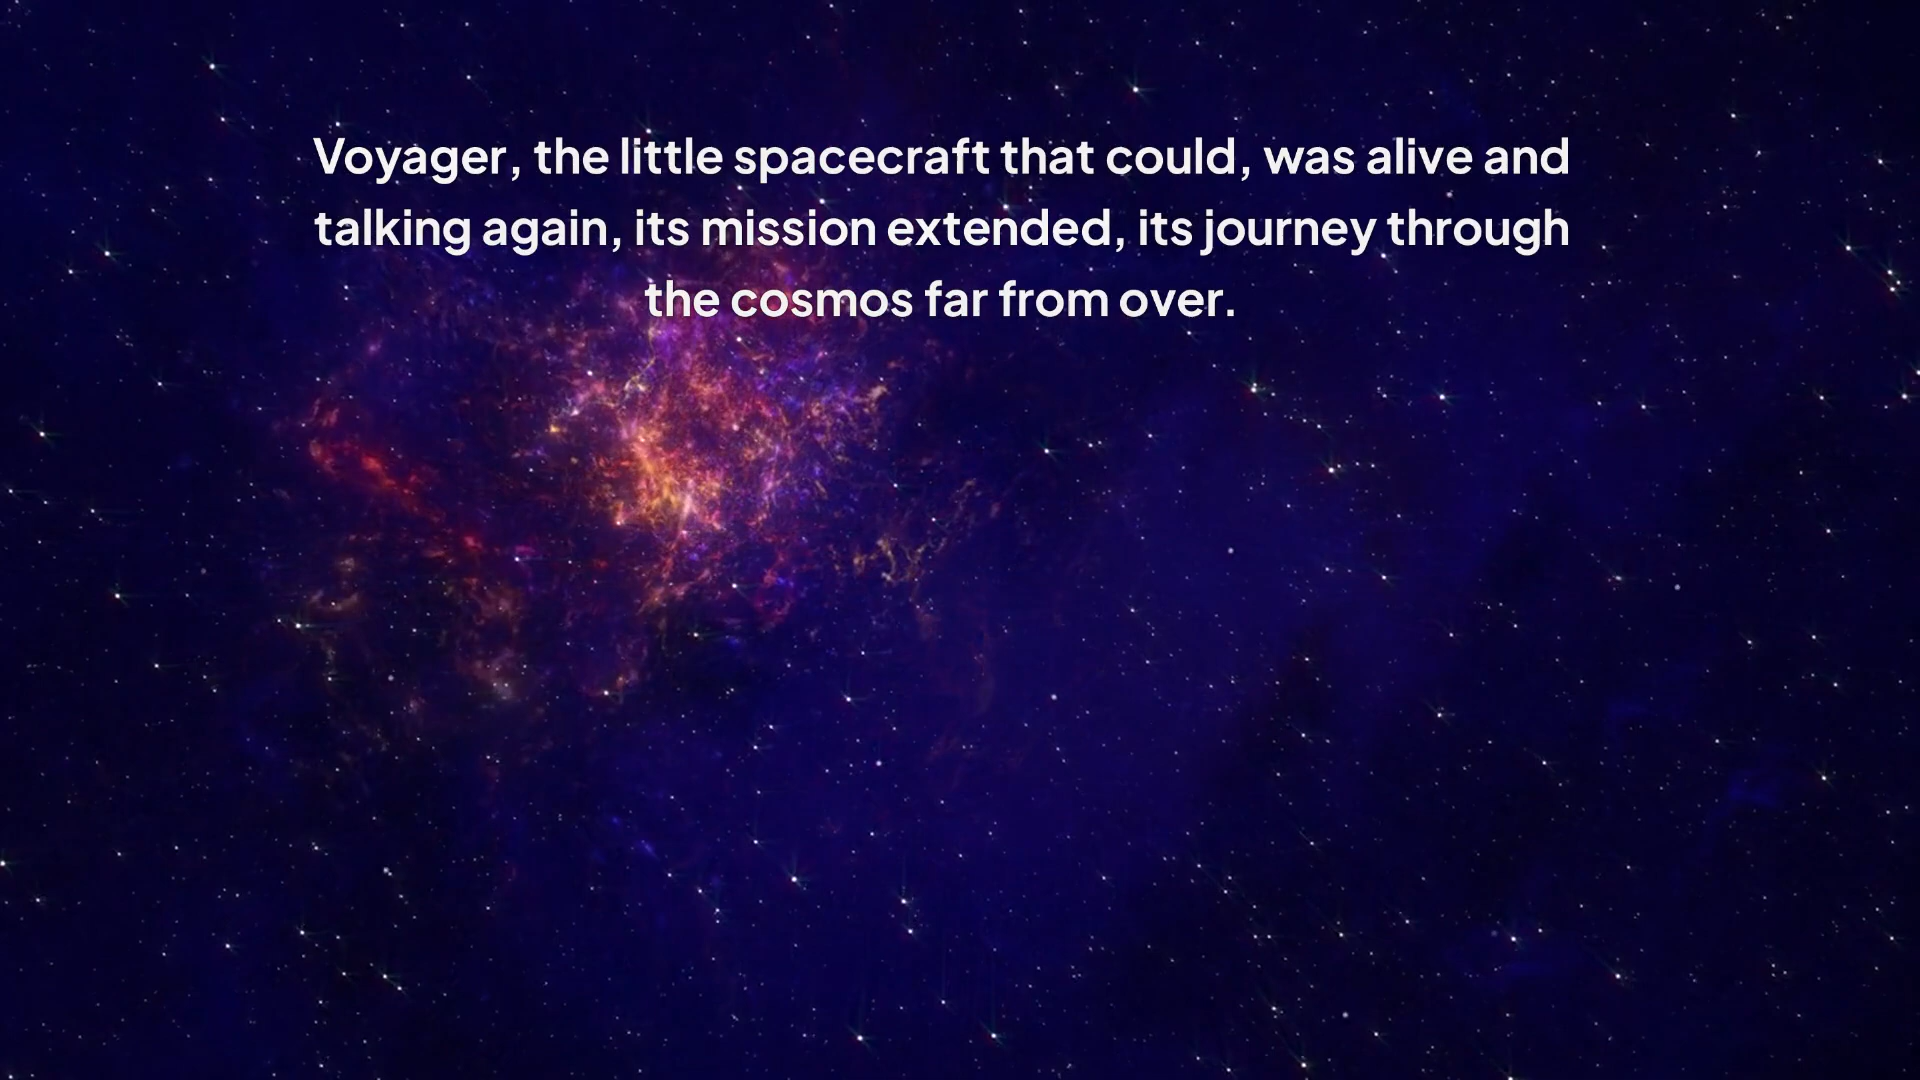 Voyager, the little spacecraft that could, was alive and
talking again, its mission extended, its journey through
the cosmos far from over.